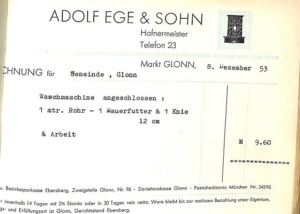 ADOLF EGE & SOHN
Hafnermeister
Telefon 23
Markt GLONN, 8. Dezember 53
CHNUNG für Gemeinde, Glonn
Waschmaschine angeschlossen :
1 mtr. Rohr - 1 Mauerfutter & 1 Knie
12 cm
& Arbeit
M 9.60
Bezirksparkasse Ebersberg, Zweigstelle Glonn, Nr. 96 - Darlehenskasse Glonn - Postscheckkonto München Nr. 34395
r innerhalb 14 Tagen mit 2% Skonto oder in 30 Tagen rein netto. Ware bleibt bis zur restlosen Bezahlung unser Eigentum,
gs- und Erfüllungsort ist Glonn, Gerichtsstand Ebersberg.